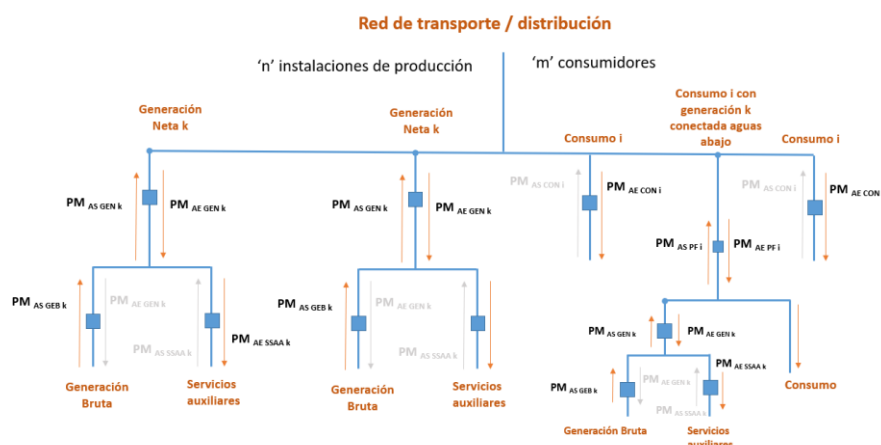 Red de transporte / distribución
‘n’ instalaciones de producción
‘m’ consumidores
Generación
Neta k
Generación
Neta k
Consumo i
Consumo i con
generación k
conectada aguas
abajo
Consumo i
PM AS GEN k
PM AE GEN k
PM AS GEN k
PM AE GEN k
PM AS CON i
PM AE CON i
PM AS CON i
PM AE CON
PM AS PF i
PM AE PF i
PM AS GEB k
PM AE GEN k
PM AS SSAA k
PM AE SSAA k
PM AS GEB k
PM AE GEN k
PM AS SSAA k
PM AE SSAA k
PM AS GEN k
PM AE GEN k
PM AS GEB k
PM AE GEN k
PM AE SSAA k
PM AS SSAA k
Generación
Bruta
Servicios
auxiliares
Generación
Bruta
Servicios
auxiliares
Consumo
Generación Bruta
Servicios
auxiliares